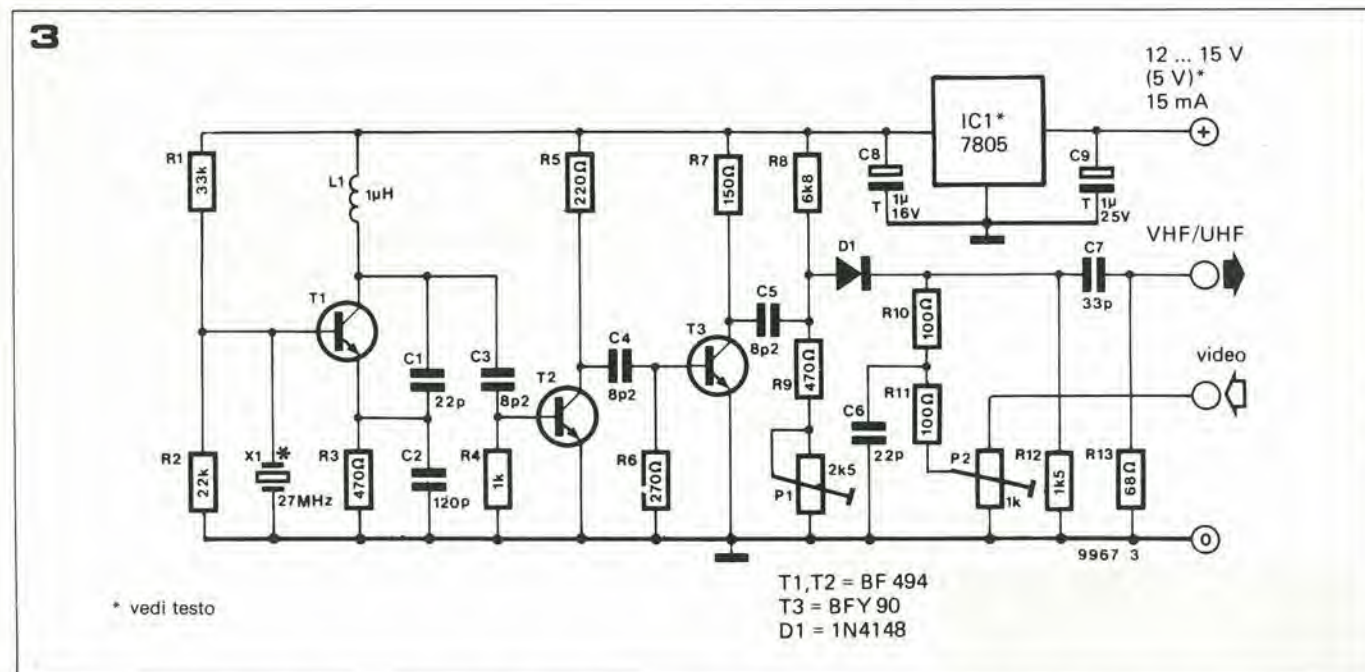 3
12 ... 15 V
(5 V)*
15 mA
IC1*
7805
C8
1µ
16V
T
C9
1µ
25V
T
R1
33k
L1
1µH
R5
220Ω
R7
150Ω
R8
6k8
D1
C7
33p
VHF/UHF
T1
C1
22p
C3
8p2
T2
C4
8p2
T3
C5
8p2
R9
470Ω
R10
100Ω
R11
100Ω
C6
22p
video
R2
22k
X1
*
27MHz
R3
470Ω
C2
120p
R4
1k
R6
270Ω
P1
2k5
P2
1k
R12
1k5
R13
68Ω
9967 3
+
0
T1,T2 = BF 494
T3 = BFY 90
D1 = 1N4148
* vedi testo